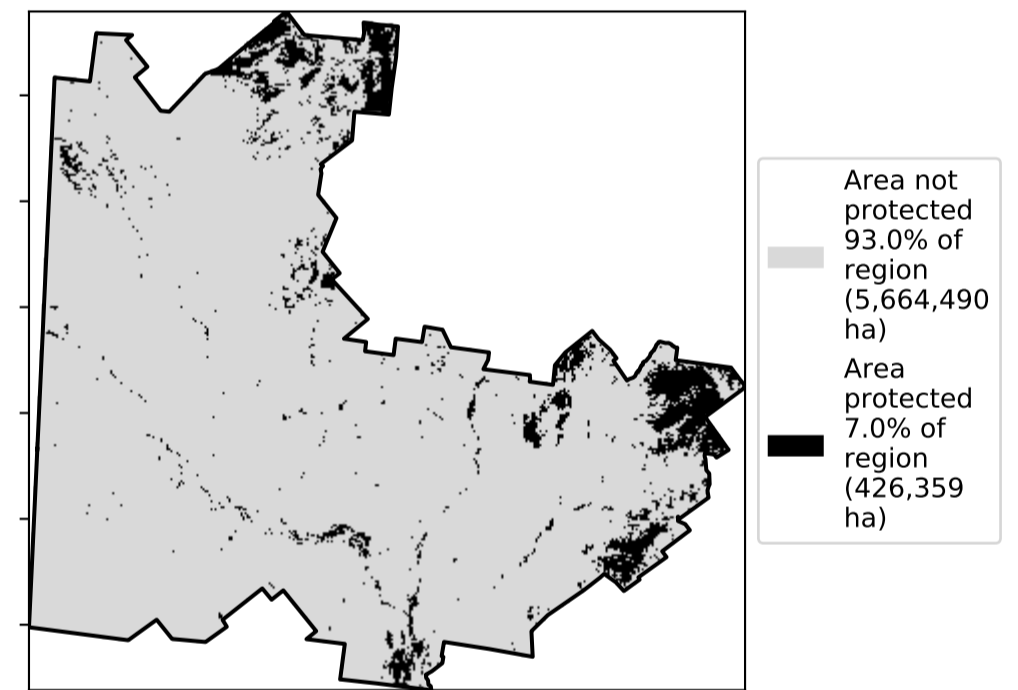 Area not
protected
93.0% of
region
(5,664,490
ha)
Area
protected
7.0% of
region
(426,359
ha)